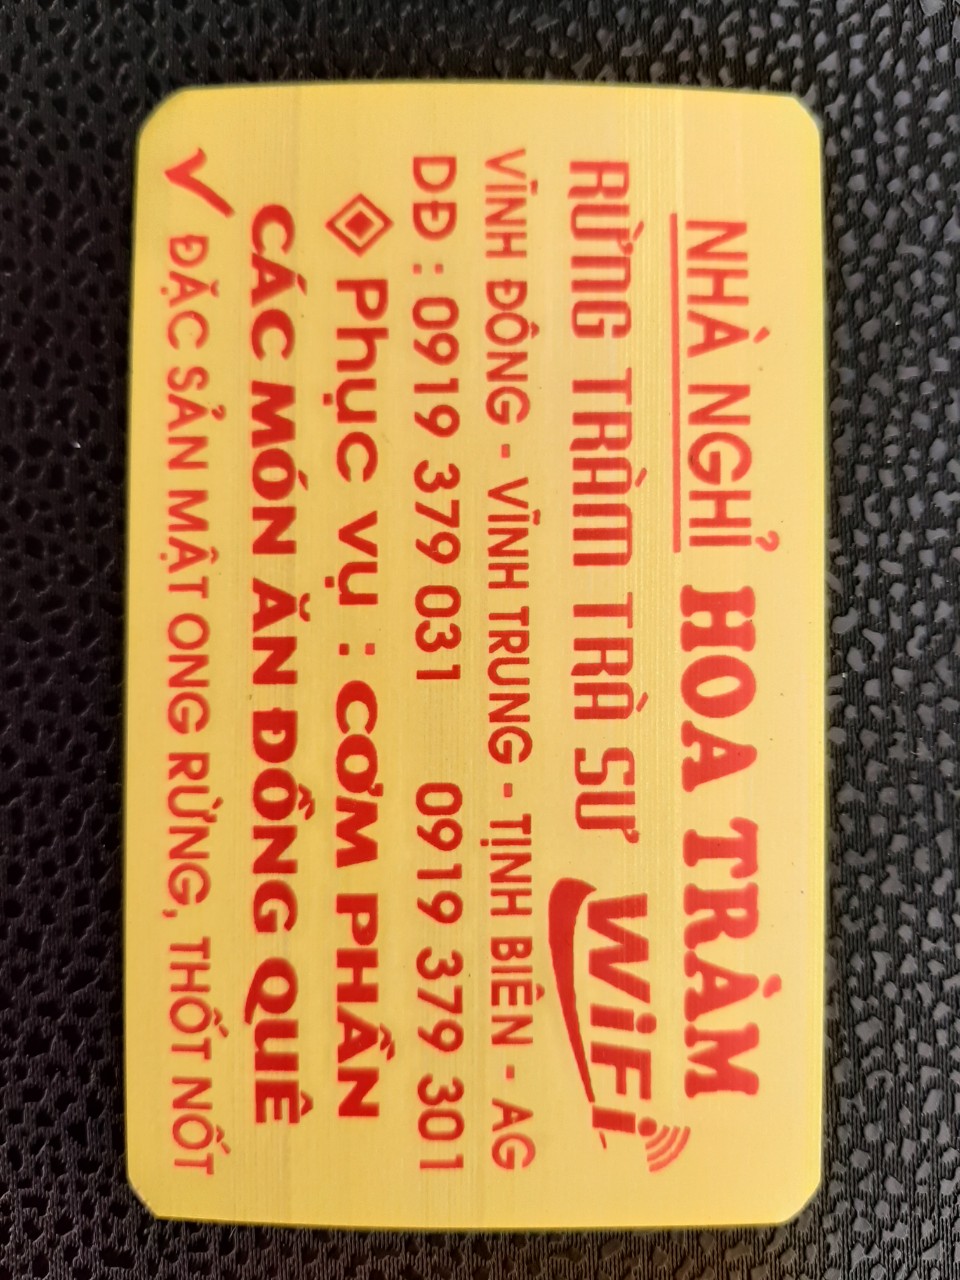 NHÀ NGHỈ HOA TRÀM
RỪNG TRÀM TRÀ SƯ WiFi
VĨNH ĐÔNG - VĨNH TRUNG - TỊNH BIÊN - AG
DĐ : 0919 379 031 0919 379 301
PHỤC VỤ : CƠM PHẦN
CÁC MÓN ĂN ĐỒNG QUÊ
ĐẶC SẢN MẬT ONG RỪNG, THỐT NỐT